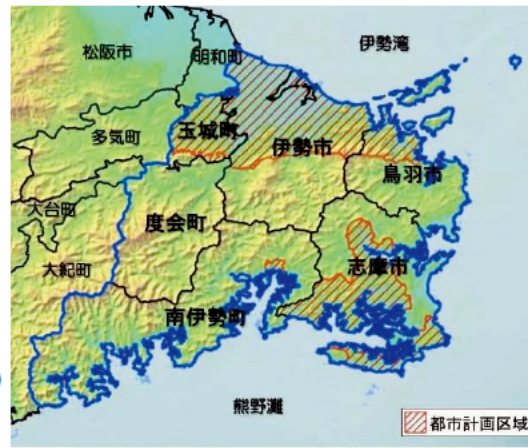 伊勢湾
松阪市
明和町
玉城町
伊勢市
多気町
鳥羽市
大台町
度会町
大紀町
志摩市
南伊勢町
熊野灘
都市計画区域